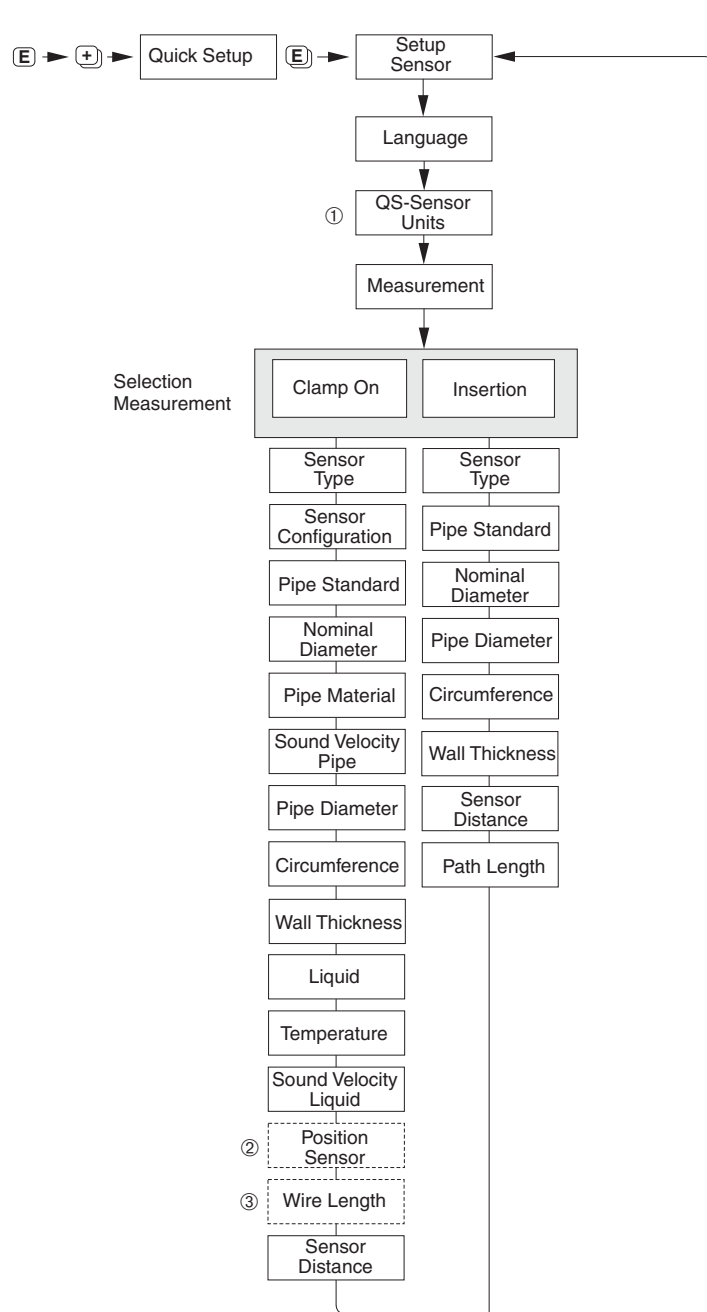 E
+
Quick Setup
E
Setup
Sensor
Language
①
QS-Sensor
Units
Measurement
Selection
Measurement
Clamp On
Insertion
Sensor
Type
Sensor
Configuration
Pipe Standard
Nominal
Diameter
Pipe Material
Sound Velocity
Pipe
Pipe Diameter
Circumference
Wall Thickness
Liquid
Temperature
Sound Velocity
Liquid
②
Position
Sensor
③
Wire Length
Sensor
Distance
Sensor
Type
Pipe Standard
Nominal
Diameter
Pipe Diameter
Circumference
Wall Thickness
Sensor
Distance
Path Length